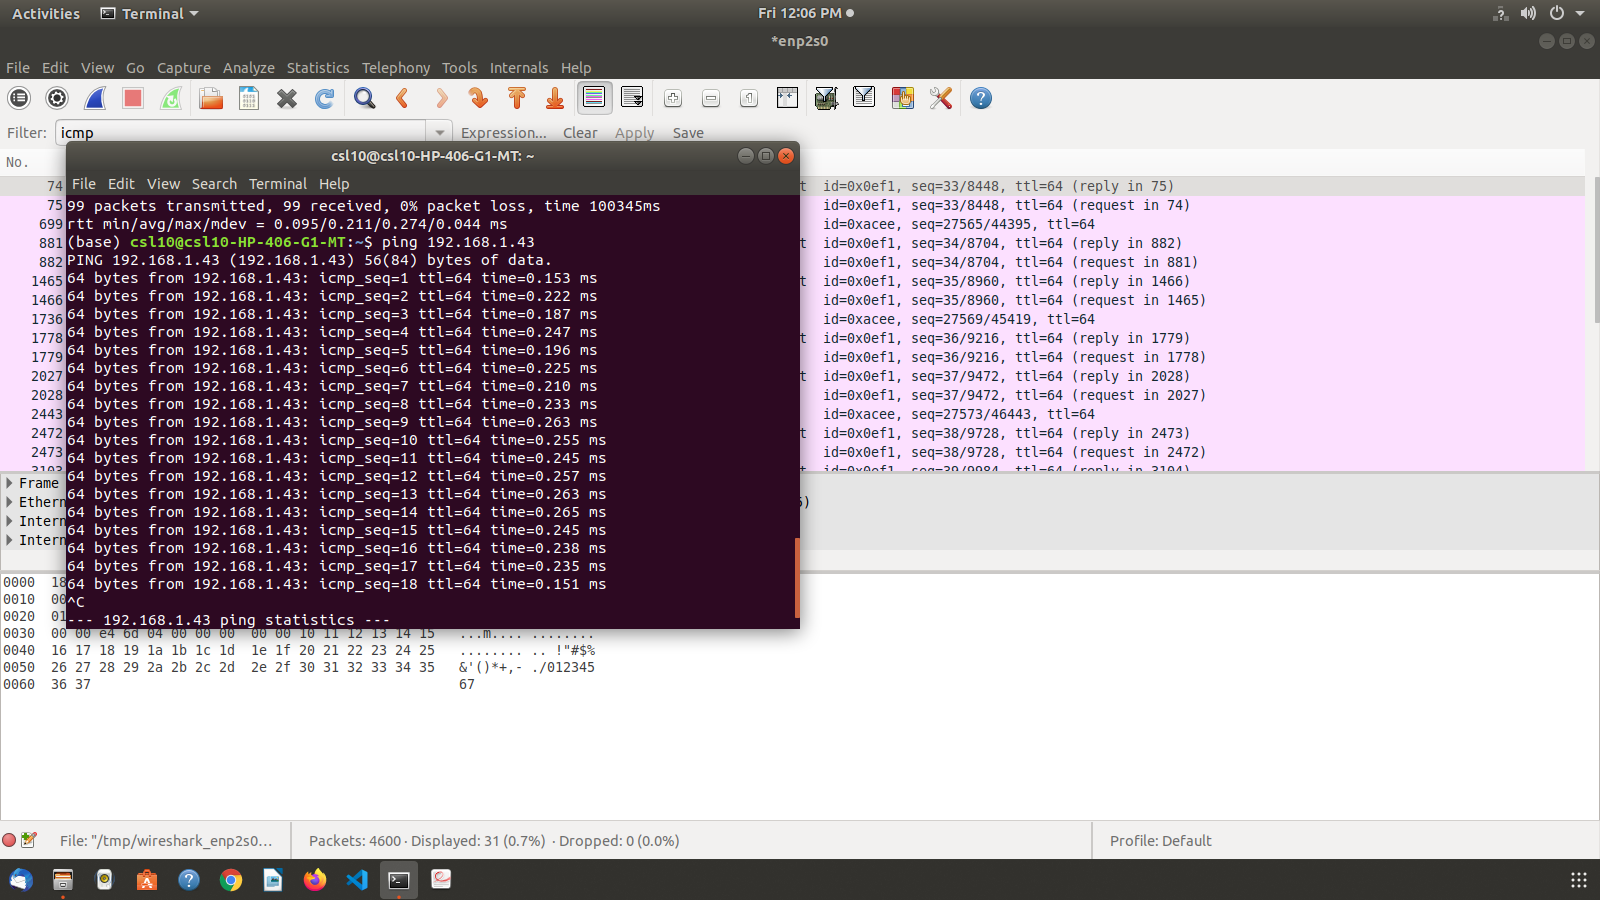 Activities Terminal Fri 12:06 PM
*enp2s0
File Edit View Go Capture Analyze Statistics Telephony Tools Internals Help
Filter: icmp Expression... Clear Apply Save
No.
74 t id=0x0ef1, seq=33/8448, ttl=64 (reply in 75)
75 id=0x0ef1, seq=33/8448, ttl=64 (request in 74)
699 id=0xacee, seq=27565/44395, ttl=64
881 t id=0x0ef1, seq=34/8704, ttl=64 (reply in 882)
882 id=0x0ef1, seq=34/8704, ttl=64 (request in 881)
1465 t id=0x0ef1, seq=35/8960, ttl=64 (reply in 1466)
1466 id=0x0ef1, seq=35/8960, ttl=64 (request in 1465)
1736 id=0xacee, seq=27569/45419, ttl=64
1778 t id=0x0ef1, seq=36/9216, ttl=64 (reply in 1779)
1779 id=0x0ef1, seq=36/9216, ttl=64 (request in 1778)
2027 t id=0x0ef1, seq=37/9472, ttl=64 (reply in 2028)
2028 id=0x0ef1, seq=37/9472, ttl=64 (request in 2027)
2443 id=0xacee, seq=27573/46443, ttl=64
2472 t id=0x0ef1, seq=38/9728, ttl=64 (reply in 2473)
2473 id=0x0ef1, seq=38/9728, ttl=64 (request in 2472)
3103 t id=0x0ef1, seq=39/9984, ttl=64 (reply in 3104)
csl10@csl10-HP-406-G1-MT: ~
File Edit View Search Terminal Help
99 packets transmitted, 99 received, 0% packet loss, time 100345ms
rtt min/avg/max/mdev = 0.095/0.211/0.274/0.044 ms
(base) csl10@csl10-HP-406-G1-MT:~$ ping 192.168.1.43
PING 192.168.1.43 (192.168.1.43) 56(84) bytes of data.
64 bytes from 192.168.1.43: icmp_seq=1 ttl=64 time=0.153 ms
64 bytes from 192.168.1.43: icmp_seq=2 ttl=64 time=0.222 ms
64 bytes from 192.168.1.43: icmp_seq=3 ttl=64 time=0.187 ms
64 bytes from 192.168.1.43: icmp_seq=4 ttl=64 time=0.247 ms
64 bytes from 192.168.1.43: icmp_seq=5 ttl=64 time=0.196 ms
64 bytes from 192.168.1.43: icmp_seq=6 ttl=64 time=0.225 ms
64 bytes from 192.168.1.43: icmp_seq=7 ttl=64 time=0.210 ms
64 bytes from 192.168.1.43: icmp_seq=8 ttl=64 time=0.233 ms
64 bytes from 192.168.1.43: icmp_seq=9 ttl=64 time=0.263 ms
64 bytes from 192.168.1.43: icmp_seq=10 ttl=64 time=0.255 ms
64 bytes from 192.168.1.43: icmp_seq=11 ttl=64 time=0.245 ms
64 bytes from 192.168.1.43: icmp_seq=12 ttl=64 time=0.257 ms
64 bytes from 192.168.1.43: icmp_seq=13 ttl=64 time=0.263 ms
64 bytes from 192.168.1.43: icmp_seq=14 ttl=64 time=0.265 ms
64 bytes from 192.168.1.43: icmp_seq=15 ttl=64 time=0.245 ms
64 bytes from 192.168.1.43: icmp_seq=16 ttl=64 time=0.238 ms
64 bytes from 192.168.1.43: icmp_seq=17 ttl=64 time=0.235 ms
64 bytes from 192.168.1.43: icmp_seq=18 ttl=64 time=0.151 ms
^C
--- 192.168.1.43 ping statistics ---
Frame
Ethern
Intern
Intern
0000 18
0010 00
0020 01
0030 00 00 e4 6d 04 00 00 00 00 00 10 11 12 13 14 15 ...m.... ........
0040 16 17 18 19 1a 1b 1c 1d 1e 1f 20 21 22 23 24 25 ........ .. !"#$%
0050 26 27 28 29 2a 2b 2c 2d 2e 2f 30 31 32 33 34 35 &'()*+,- ./012345
0060 36 37 67
File: "/tmp/wireshark_enp2s0... Packets: 4600 · Displayed: 31 (0.7%) · Dropped: 0 (0.0%) Profile: Default